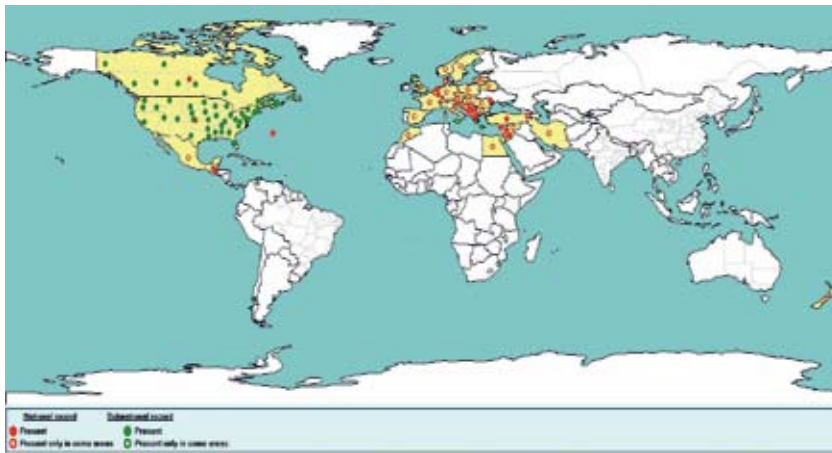 National record Subnational record
Present Present
Present only in some areas Present only in some areas